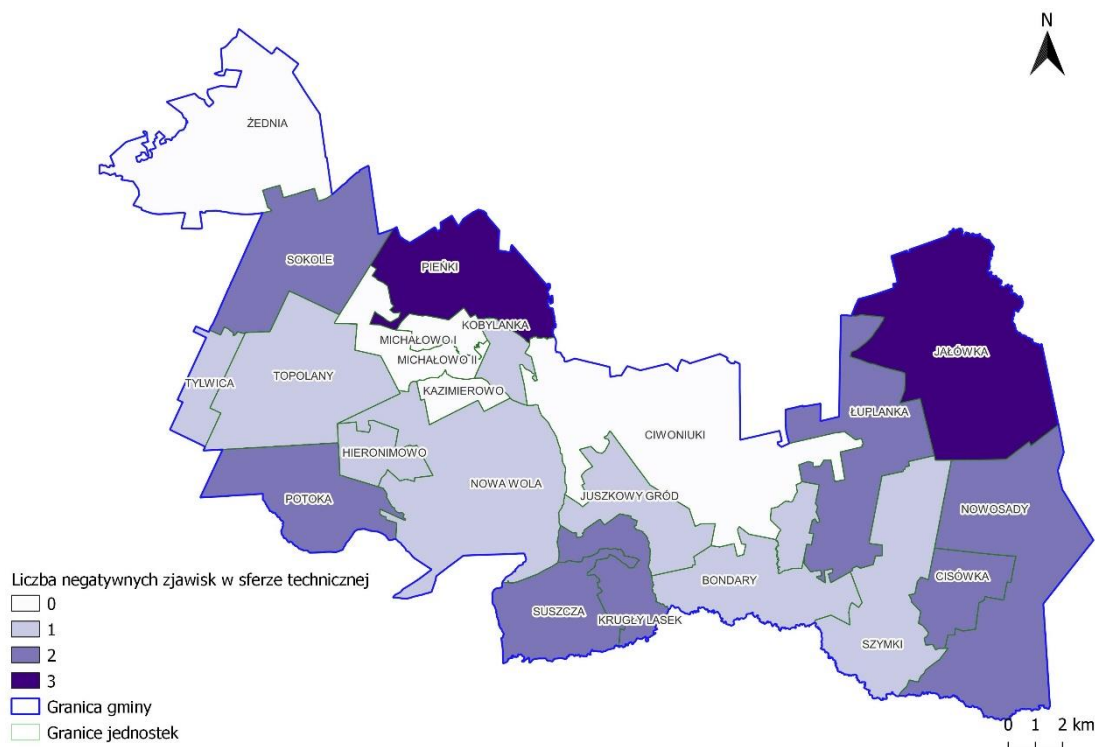 N
ŻEDNIA
SOKOLE
PIEŃKI
KOBYLANKA
MICHAŁOWO I
JAŁÓWKA
MICHAŁOWO II
TYLWICA
TOPOLANY
KAZIMIEROWO
ŁUPLANKA
CIWONIUKI
HIERONIMOWO
NOWA WOLA
JUSZKOWY GRÓD
POTOKA
NOWOSADY
CISÓWKA
BONDARY
SUSZCZA
KRUGŁY LASEK
SZYMKI
Liczba negatywnych zjawisk w sferze technicznej
0
1
2
3
Granica gminy
Granice jednostek
0 1 2 km